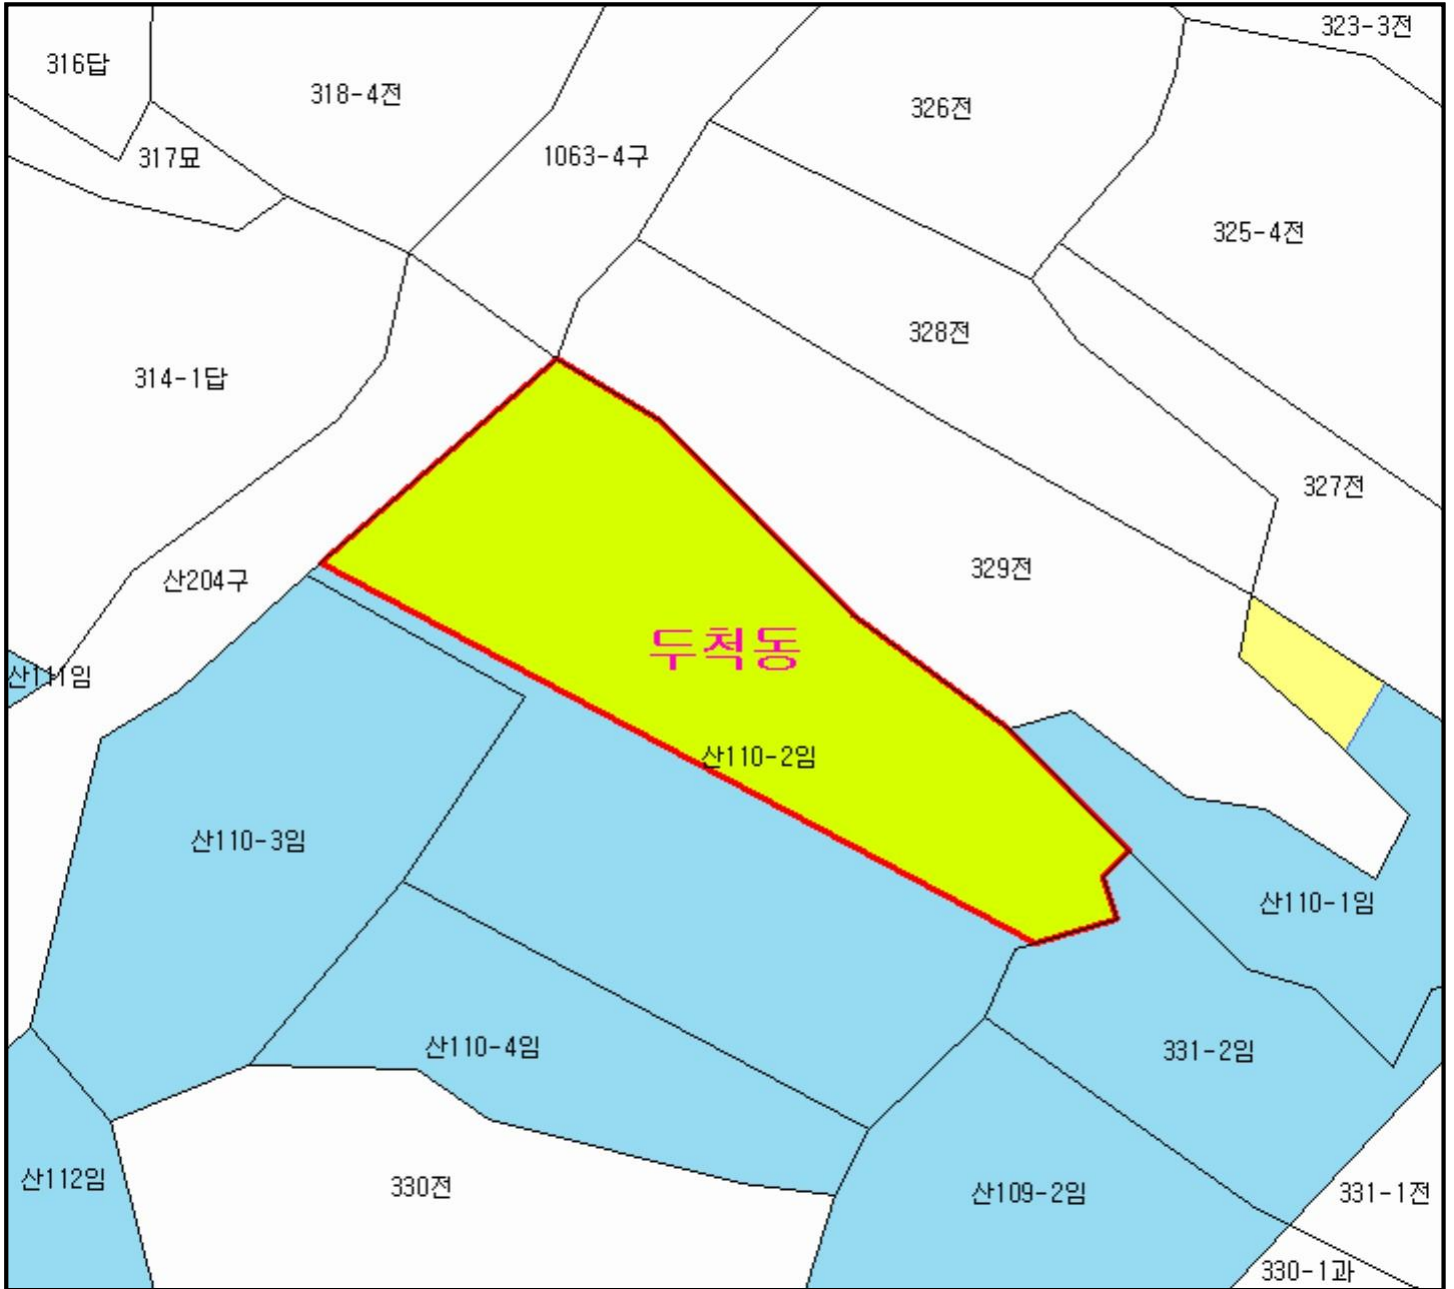 323-3전
316답
318-4전
326전
317묘
1063-4구
325-4전
328전
314-1답
327전
329전
산204구
두척동
산111임
산110-2임
산110-3임
산110-1임
산110-4임
331-2임
산112임
330전
산109-2임
331-1전
330-1과